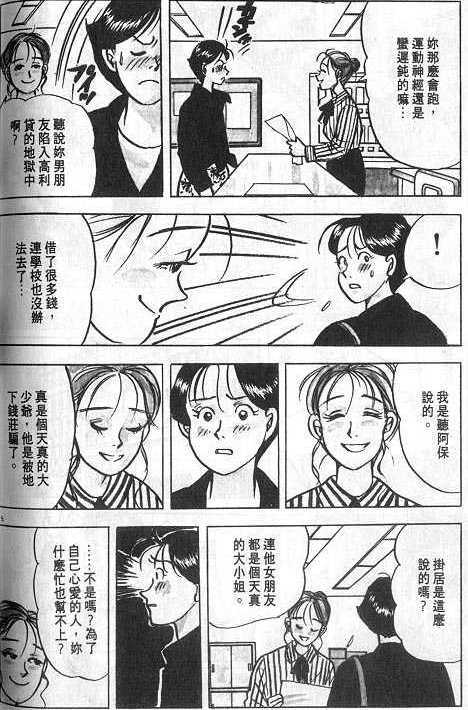 妳那麼會跑，
運動神經還是
蠻遲鈍的嘛…
聽說妳男朋
友陷入高利
貸的地獄中
啊？
！
借了很多錢，
連學校也沒辦
法去了…
我是聽阿保
說的。
真是個天真的大
少爺，他是被地
下錢莊騙了。
掛居是這麼
說的嗎？
連他女朋友
都是個天真
的大小姐。
……不是嗎？為了
自己心愛的人，妳
什麼忙也幫不上？